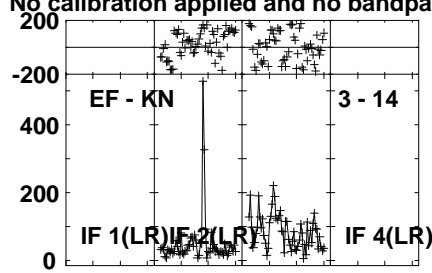 No calibration applied and no bandpa
200
-200
EF - KN 3 - 14
400
200
IF 1(LR) IF 2(LR) IF 4(LR)
0